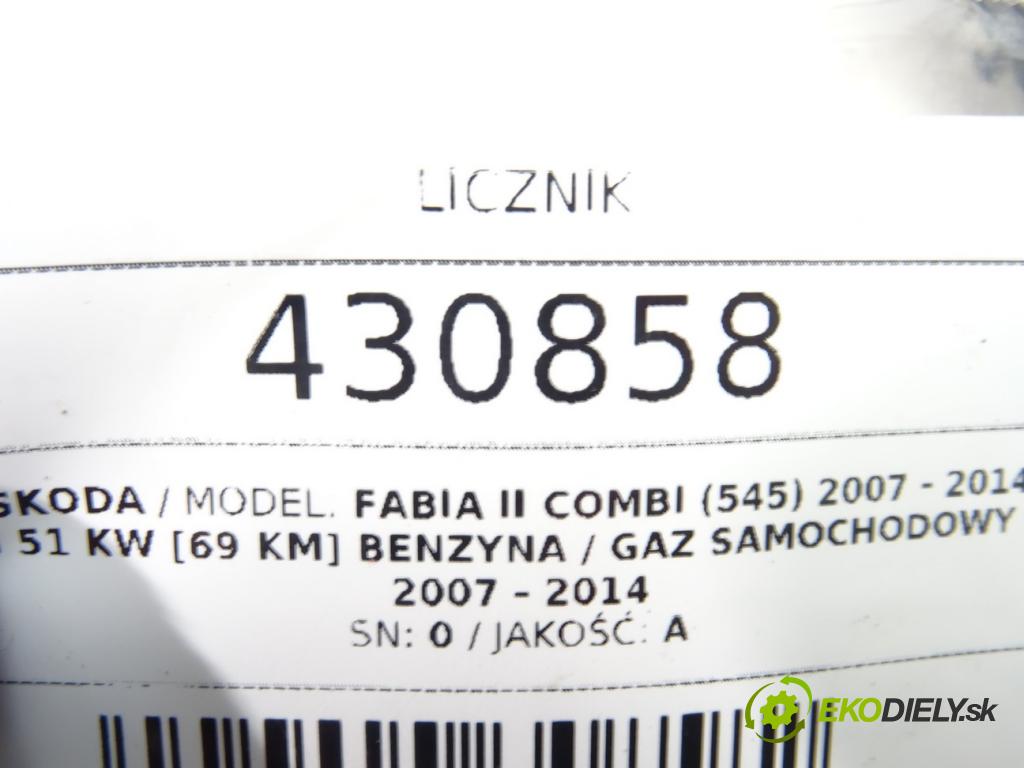 LICZNIK
430858
SKODA / MODEL. FABIA II COMBI (545) 2007 - 2014
51 KW [69 KM] BENZYNA / GAZ SAMOCHODOWY
2007 - 2014
SN: 0 / JAKOŚĆ: A
EKODIELY.sk